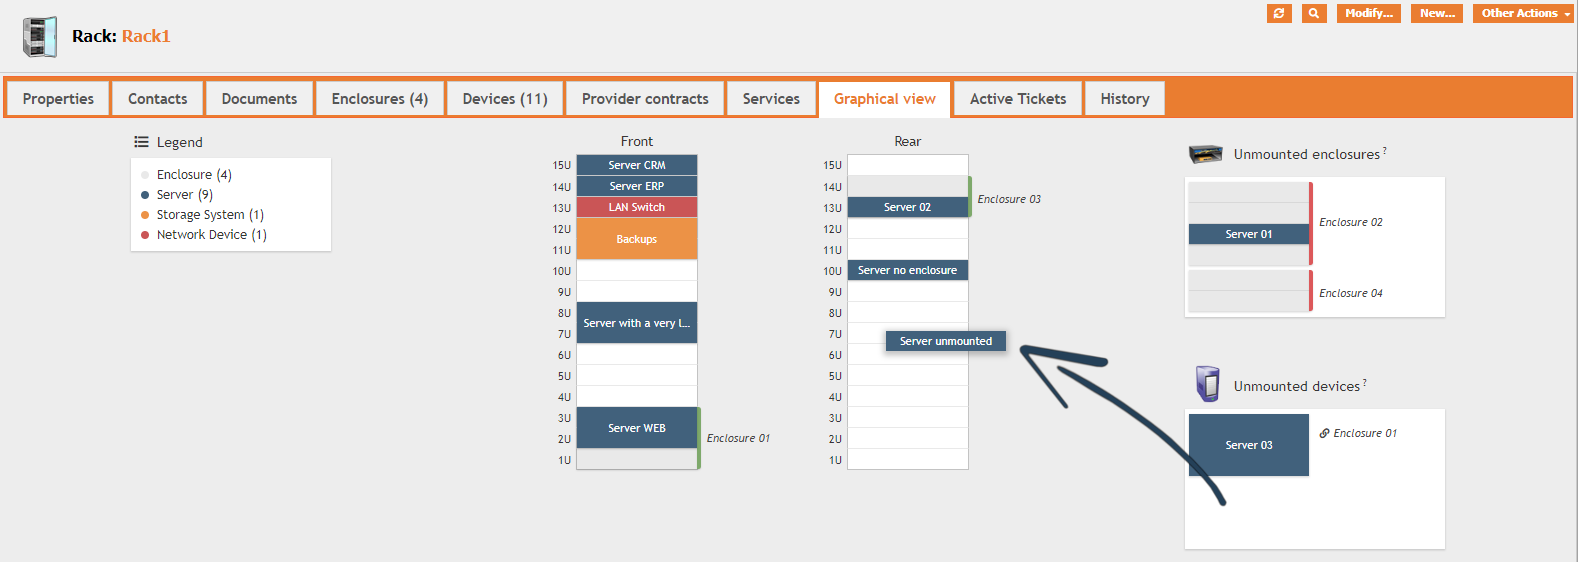 Rack: Rack1
Modify...
New...
Other Actions
Properties
Contacts
Documents
Enclosures (4)
Devices (11)
Provider contracts
Services
Graphical view
Active Tickets
History
Legend
Enclosure (4)
Server (9)
Storage System (1)
Network Device (1)
Front
15U Server CRM
14U Server ERP
13U LAN Switch
12U
Backups
11U
10U
9U
8U
Server with a very l...
7U
6U
5U
4U
3U
Server WEB
2U
Enclosure 01
1U
Rear
15U
14U
Enclosure 03
13U Server 02
12U
11U
10U Server no enclosure
9U
8U
7U
Server unmounted
6U
5U
4U
3U
2U
1U
Unmounted enclosures ?
Enclosure 02
Server 01
Enclosure 04
Unmounted devices ?
Enclosure 01
Server 03